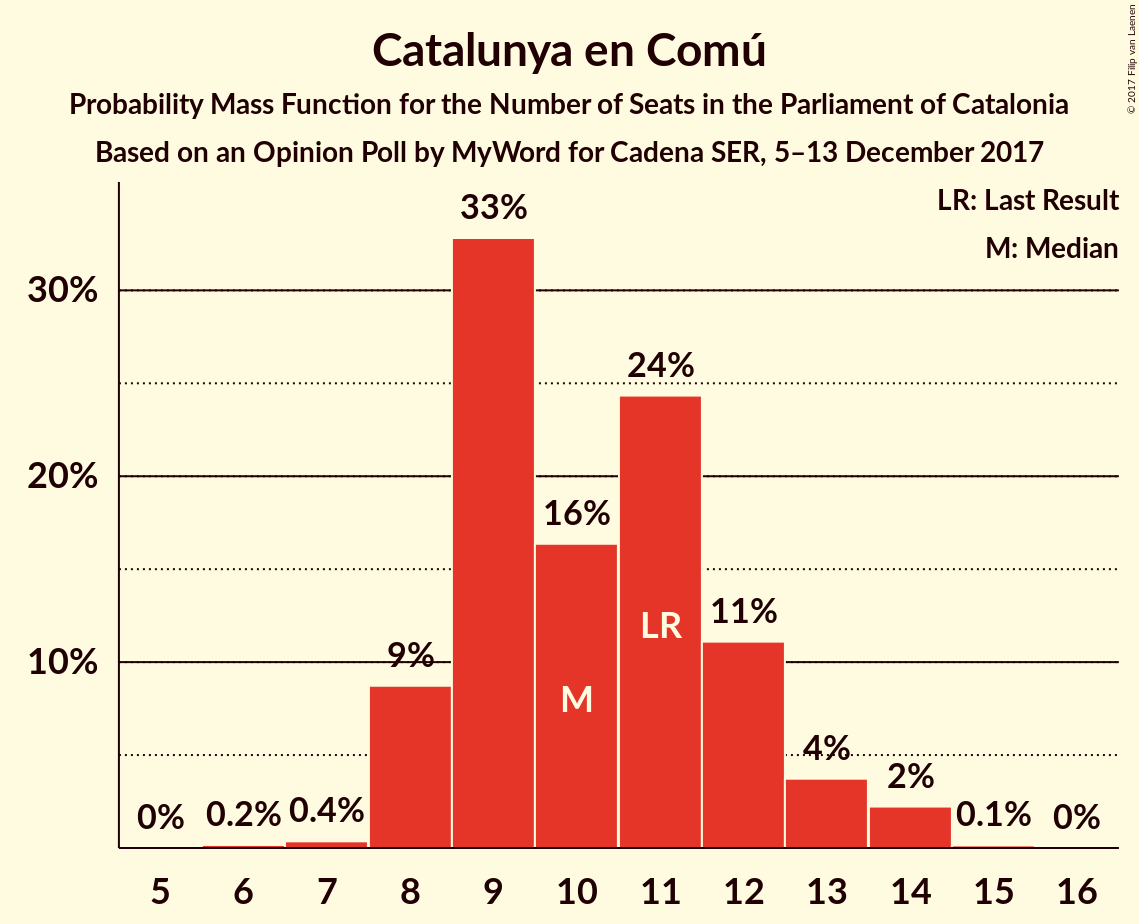 Catalunya en Comú
Probability Mass Function for the Number of Seats in the Parliament of Catalonia
Based on an Opinion Poll by MyWord for Cadena SER, 5–13 December 2017
© 2017 Filip van Laenen
LR: Last Result
M: Median
30%
20%
10%
0%
0.2%
0.4%
9%
33%
16%
24%
11%
4%
2%
0.1%
0%
M
LR
5 6 7 8 9 10 11 12 13 14 15 16